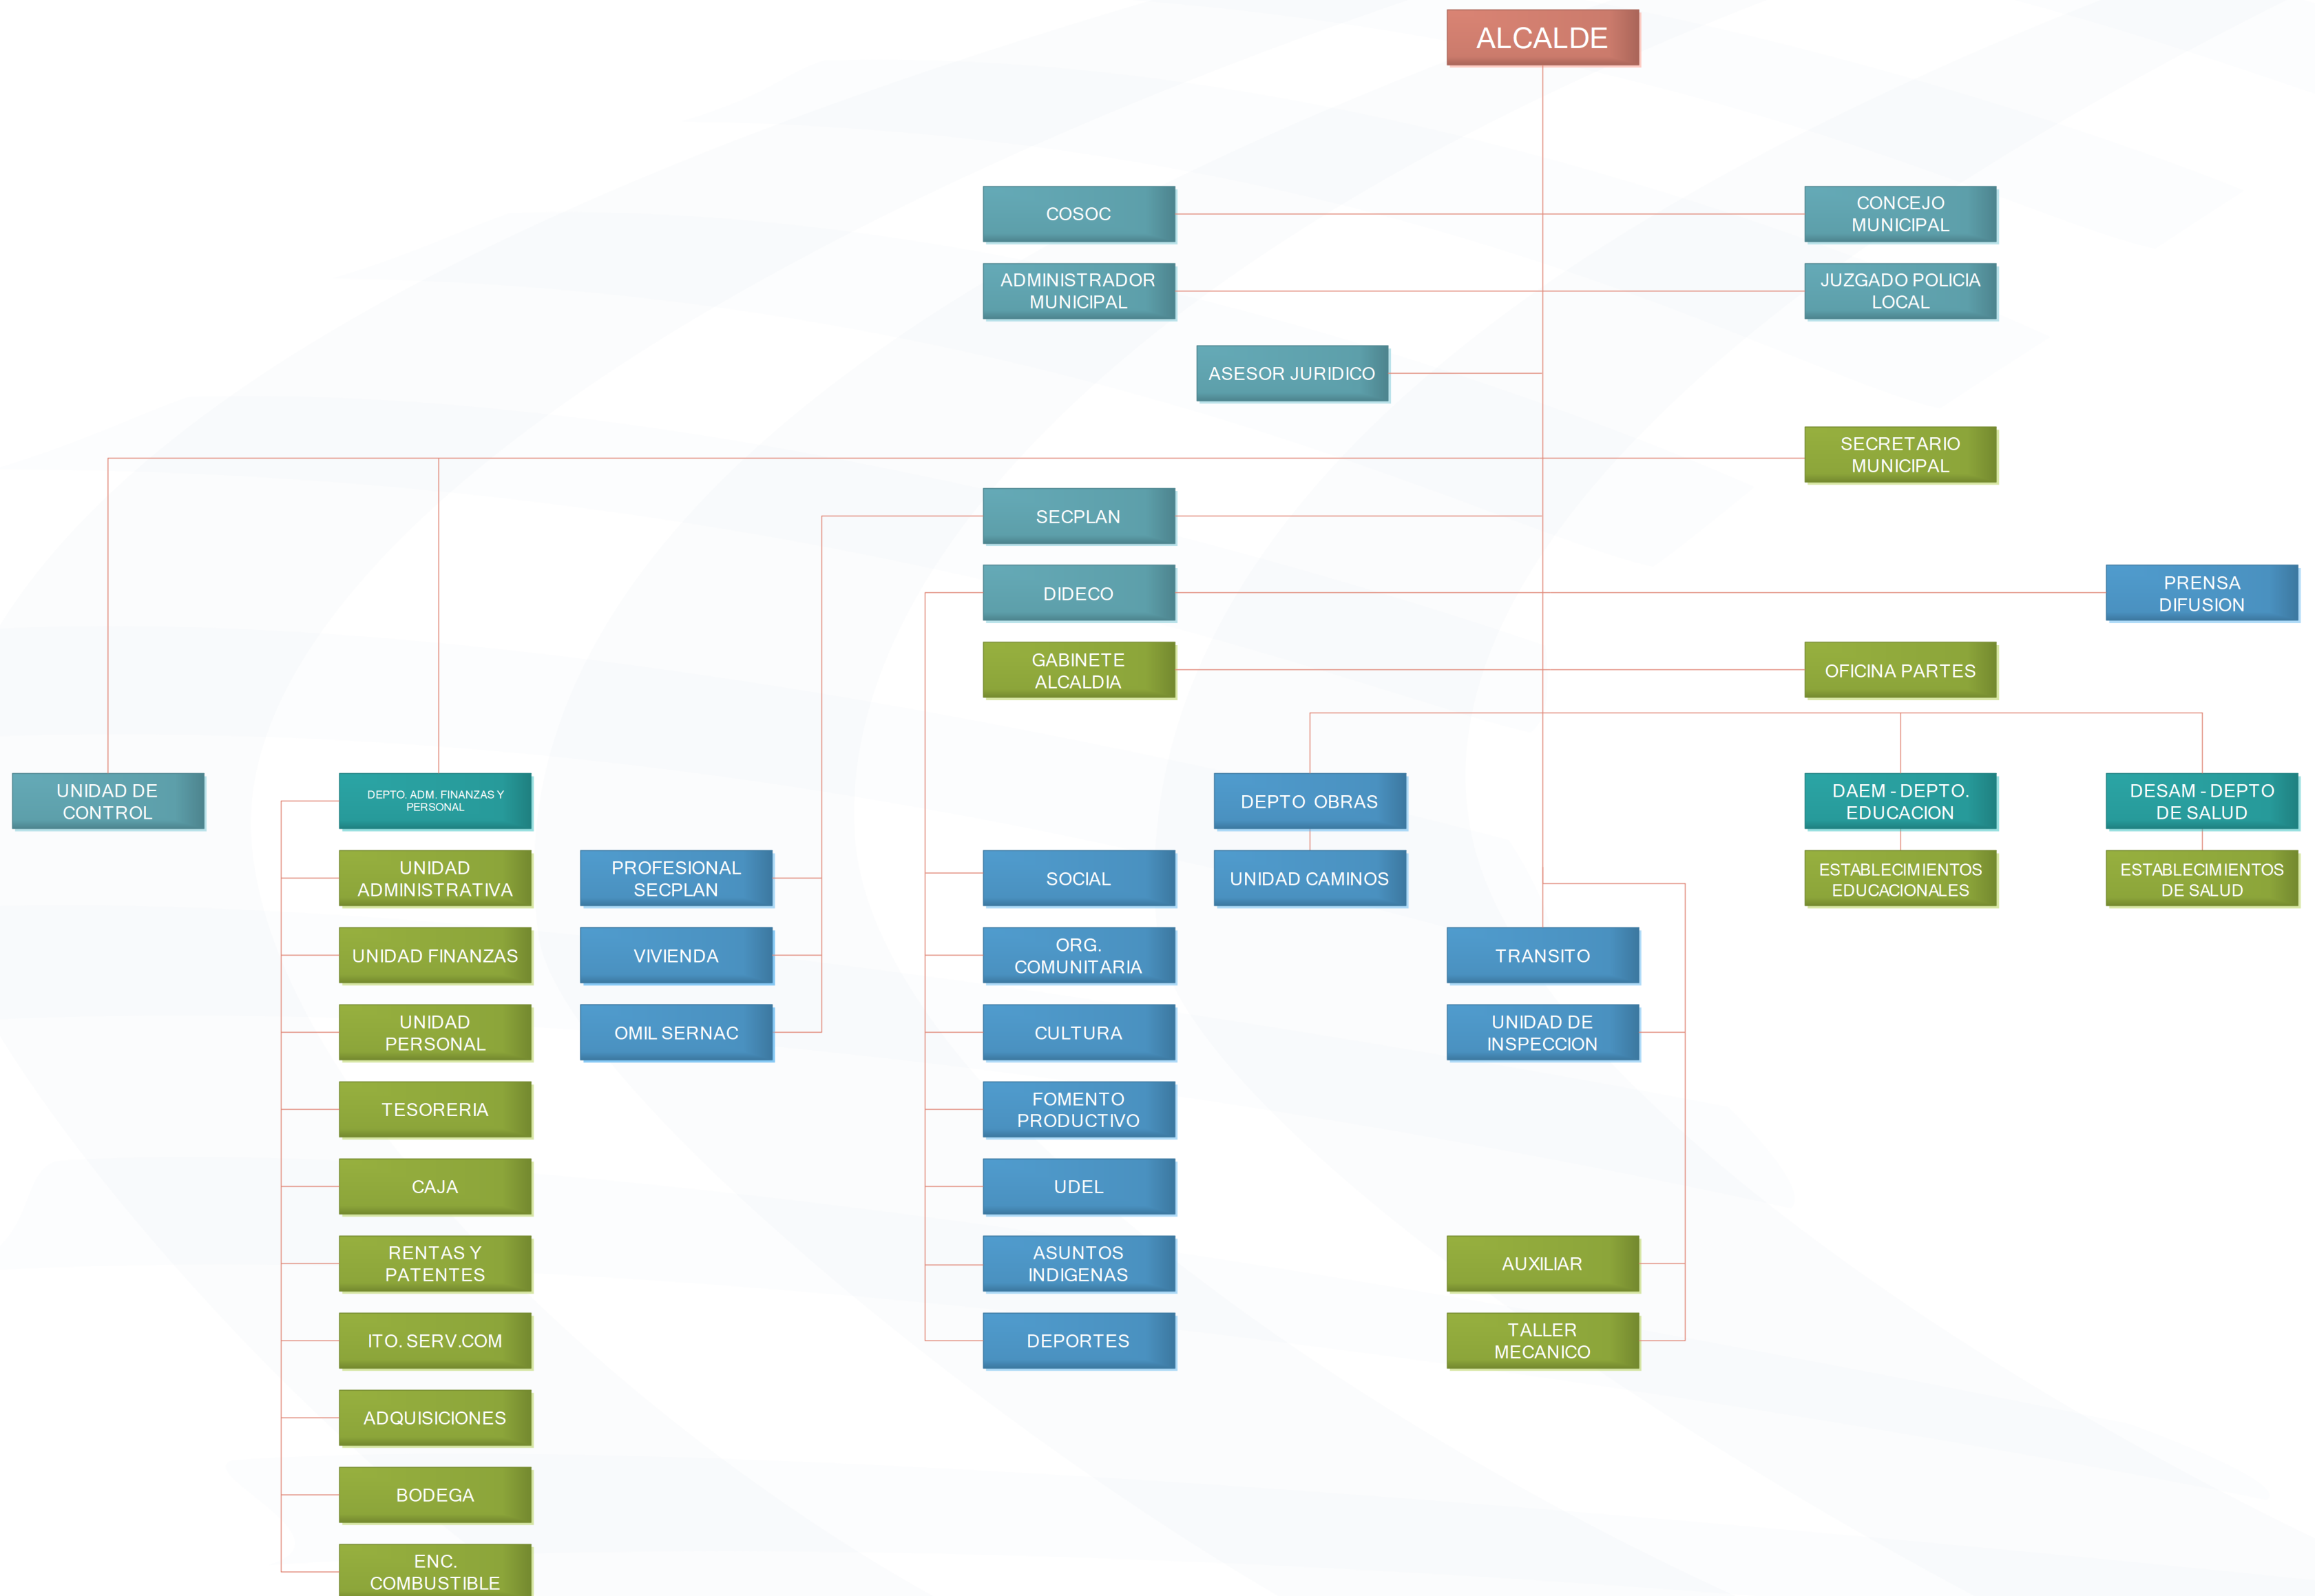 ALCALDE
COSOC
CONCEJO
MUNICIPAL
ADMINISTRADOR
MUNICIPAL
JUZGADO POLICIA
LOCAL
ASESOR JURIDICO
SECRETARIO
MUNICIPAL
SECPLAN
DIDECO
PRENSA
DIFUSION
GABINETE
ALCALDIA
OFICINA PARTES
UNIDAD DE
CONTROL
DEPTO. ADM. FINANZAS Y
PERSONAL
DEPTO OBRAS
DAEM - DEPTO.
EDUCACION
DESAM - DEPTO
DE SALUD
UNIDAD
ADMINISTRATIVA
PROFESIONAL
SECPLAN
SOCIAL
UNIDAD CAMINOS
ESTABLECIMIENTOS
EDUCACIONALES
ESTABLECIMIENTOS
DE SALUD
UNIDAD FINANZAS
VIVIENDA
ORG.
COMUNITARIA
TRANSITO
UNIDAD
PERSONAL
OMIL SERNAC
CULTURA
UNIDAD DE
INSPECCION
TESORERIA
FOMENTO
PRODUCTIVO
CAJA
UDEL
RENTAS Y
PATENTES
ASUNTOS
INDIGENAS
AUXILIAR
ITO. SERV.COM
DEPORTES
TALLER
MECANICO
ADQUISICIONES
BODEGA
ENC.
COMBUSTIBLE